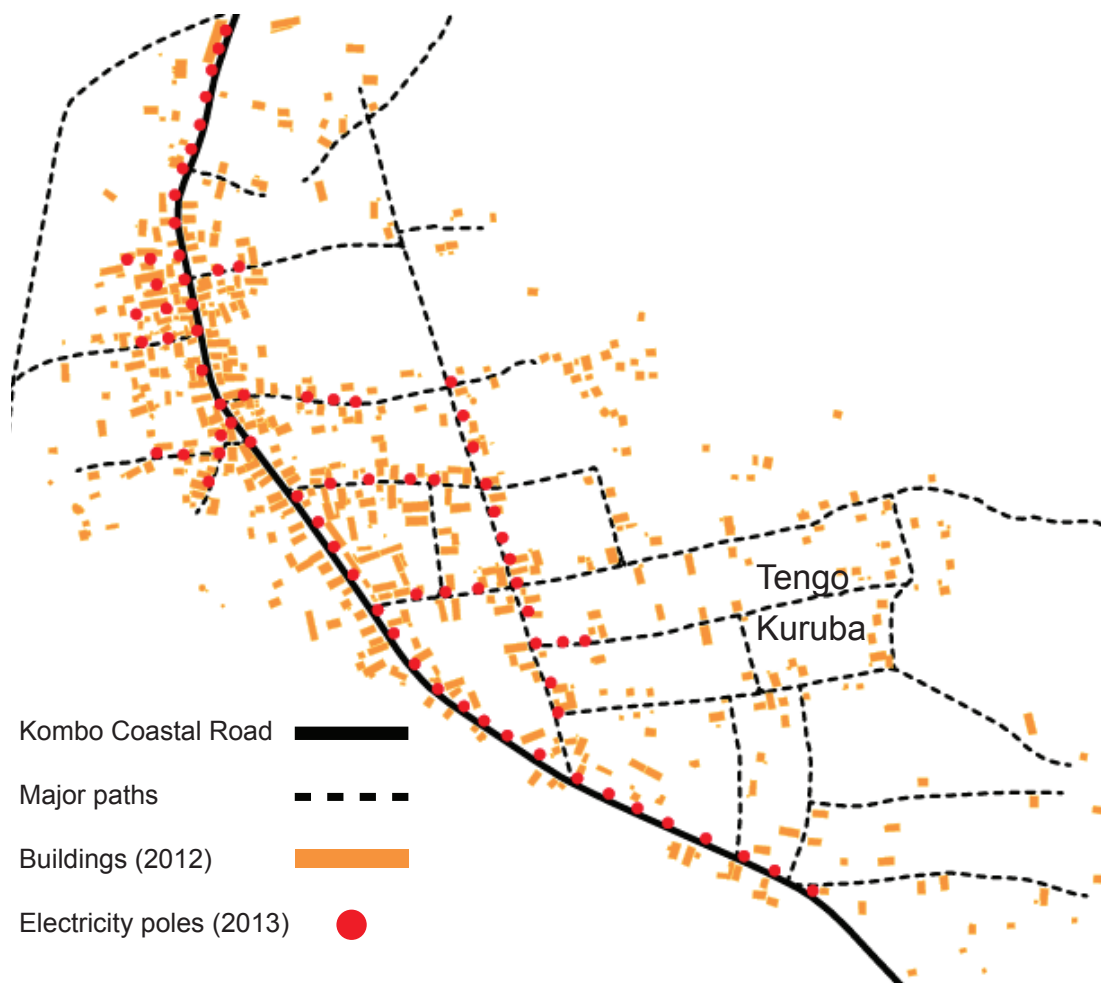 Tengo
Kuruba
Kombo Coastal Road
Major paths
Buildings (2012)
Electricity poles (2013)